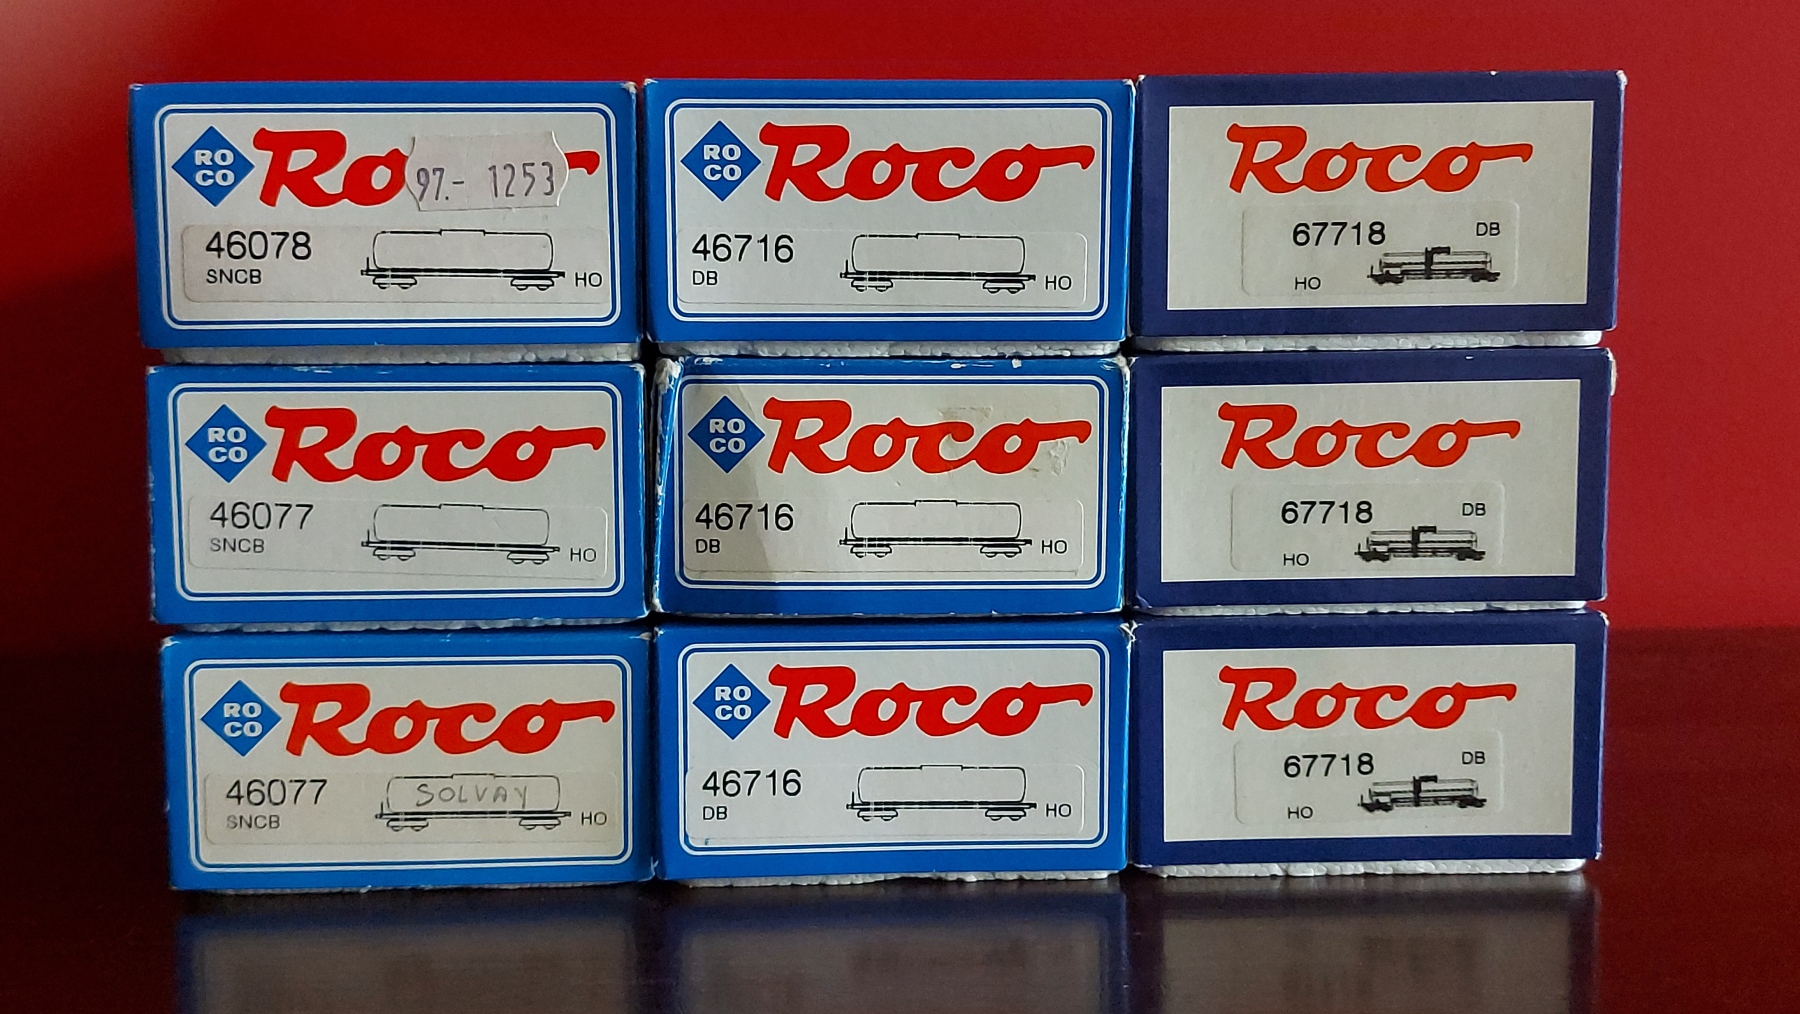 RO
CO
Ro
97.- 1253
46078
SNCB
HO
RO
CO
Roco
46716
DB
HO
Roco
67718
DB
HO
RO
CO
Roco
46077
SNCB
HO
RO
CO
Roco
46716
DB
HO
Roco
67718
DB
HO
RO
CO
Roco
46077
SNCB
SOLVAY
HO
RO
CO
Roco
46716
DB
HO
Roco
67718
DB
HO